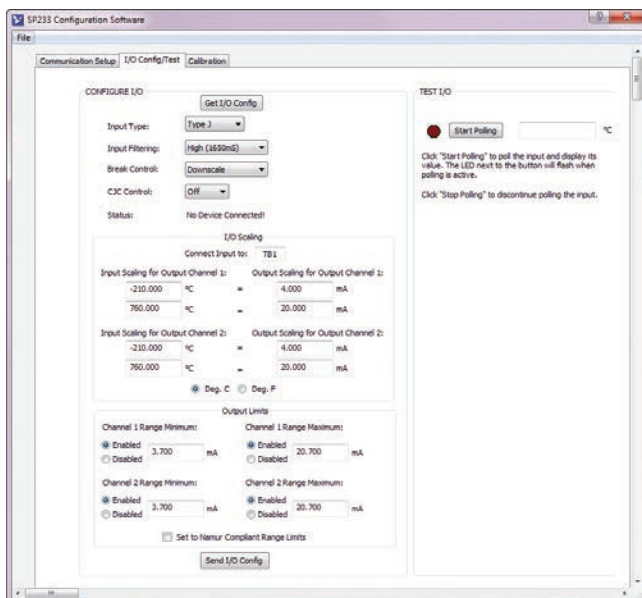 SP233 Configuration Software
File
Communication Setup I/O Config/Test Calibration
CONFIGURE I/O
Get I/O Config
Input Type: Type J
Input Filtering: High (1650mS)
Break Control: Downscale
CJC Control: Off
Status: No Device Connected!
I/O Scaling
Connect Input to: TB1
Input Scaling for Output Channel 1: Output Scaling for Output Channel 1:
-210.000 ºC = 4.000 mA
760.000 ºC = 20.000 mA
Input Scaling for Output Channel 2: Output Scaling for Output Channel 2:
-210.000 ºC = 4.000 mA
760.000 ºC = 20.000 mA
Deg. C Deg. F
Output Limits
Channel 1 Range Minimum: Channel 1 Range Maximum:
Enabled 3.700 mA Enabled 20.700 mA
Disabled Disabled
Channel 2 Range Minimum: Channel 2 Range Maximum:
Enabled 3.700 mA Enabled 20.700 mA
Disabled Disabled
Set to Namur Compliant Range Limits
Send I/O Config
TEST I/O
Start Polling ºC
Click "Start Polling" to poll the input and display its
value. The LED next to the button will flash when
polling is active.
Click "Stop Polling" to discontinue polling the input.